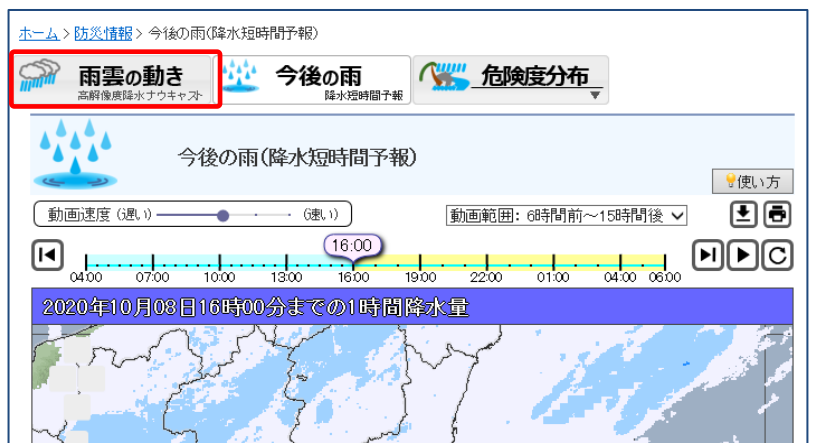 ホーム > 防災情報 > 今後の雨(降水短時間予報)
雨雲の動き
高解像度降水ナウキャスト
今後の雨
降水短時間予報
危険度分布
今後の雨(降水短時間予報)
使い方
動画速度 (遅い) (速い)
動画範囲: 6時間前～15時間後
16:00
04:00 07:00 10:00 13:00 16:00 19:00 22:00 01:00 04:00 06:00
2020年10月08日16時00分までの1時間降水量